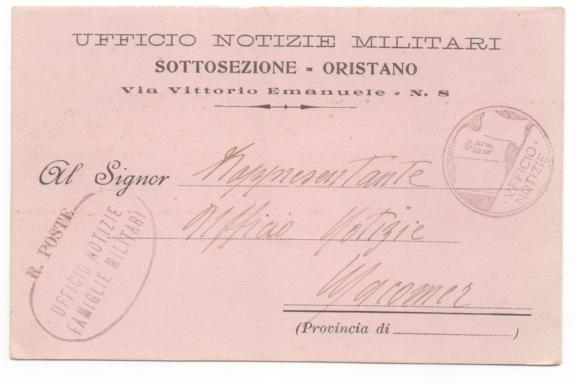 UFFICIO NOTIZIE MILITARI
SOTTOSEZIONE - ORISTANO
Via Vittorio Emanuele - N. 8
UFFICIO NOTIZIE
Al Signor Rappresentante
Ufficio Notizie
Macomer
(Provincia di)
R. POSTE
UFFICIO NOTIZIE
FAMIGLIE MILITARI